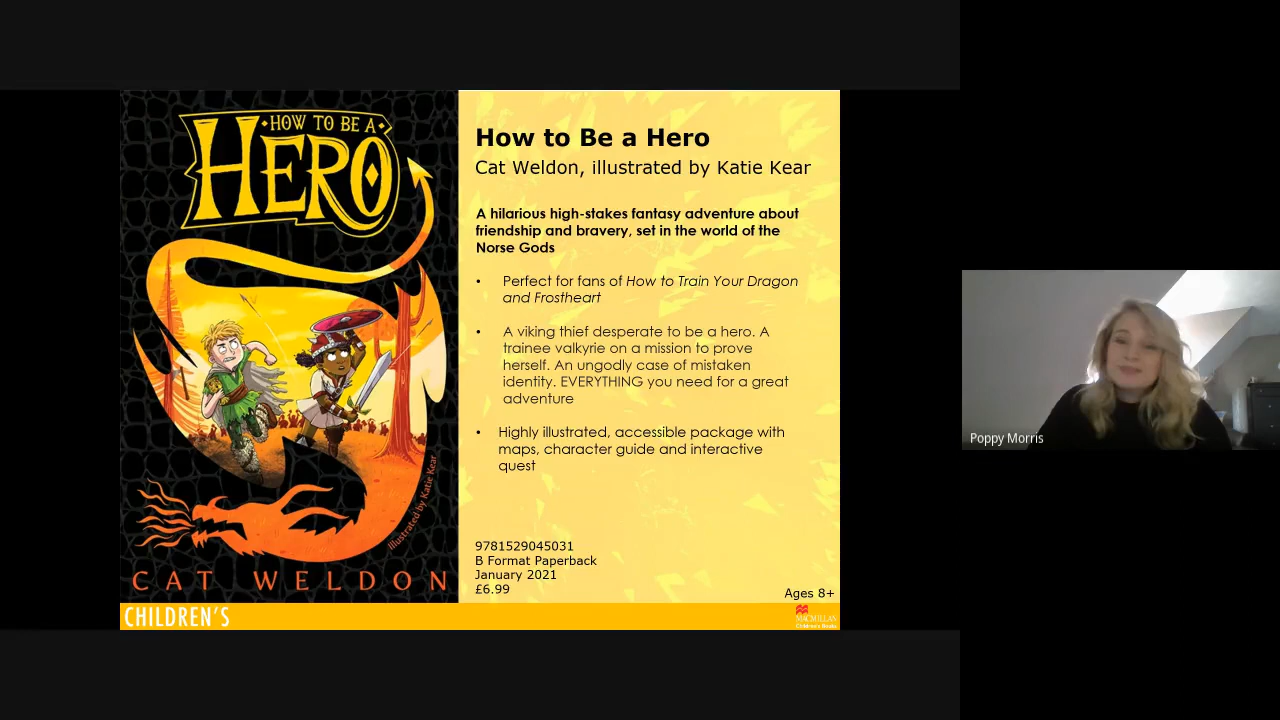 HOW TO BE A
HERO
Illustrated by Katie Kear
CAT WELDON
How to Be a Hero
Cat Weldon, illustrated by Katie Kear
A hilarious high-stakes fantasy adventure about
friendship and bravery, set in the world of the
Norse Gods
• Perfect for fans of How to Train Your Dragon
and Frostheart
• A viking thief desperate to be a hero. A
trainee valkyrie on a mission to prove
herself. An ungodly case of mistaken
identity. EVERYTHING you need for a great
adventure
• Highly illustrated, accessible package with
maps, character guide and interactive
quest
9781529045031
B Format Paperback
January 2021
£6.99
Ages 8+
CHILDREN'S
MACMILLAN
Children's Books
Poppy Morris